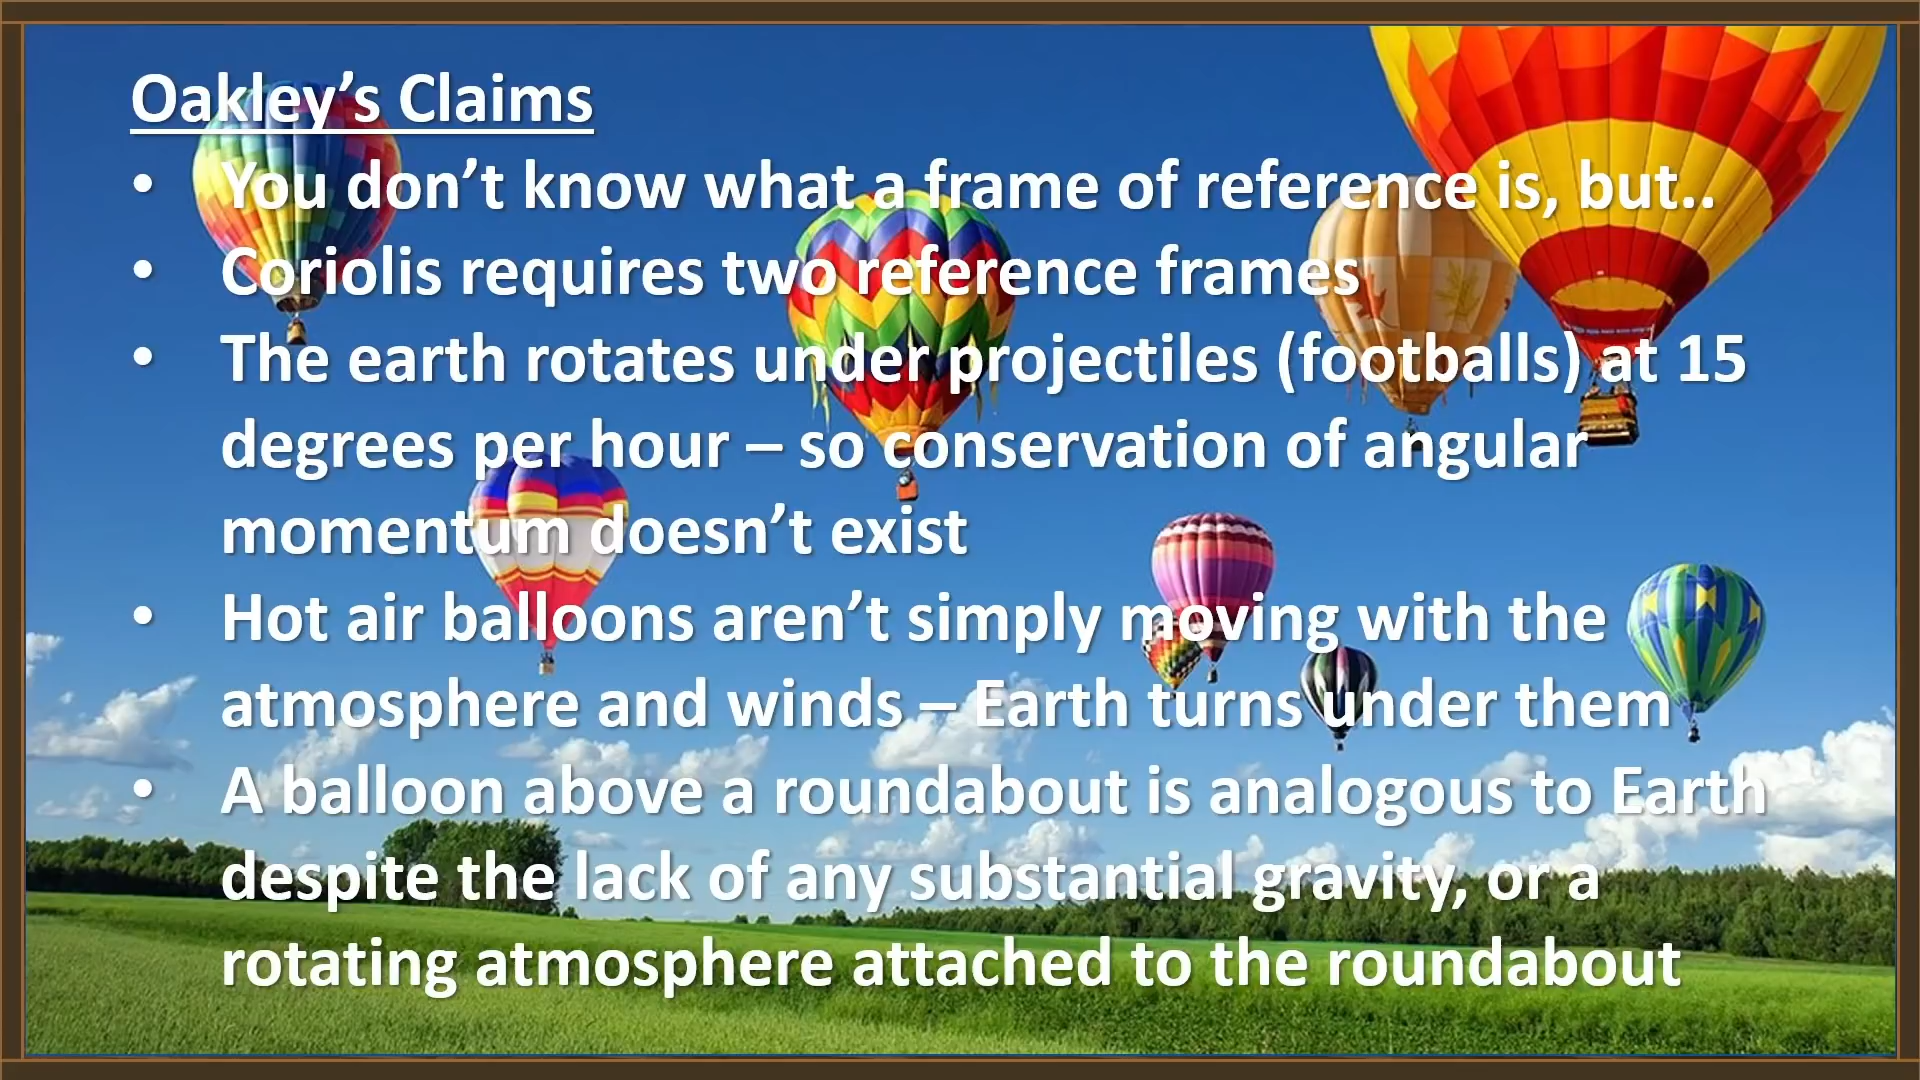 Oakley’s Claims
• You don’t know what a frame of reference is, but..
• Coriolis requires two reference frames
• The earth rotates under projectiles (footballs) at 15
degrees per hour – so conservation of angular
momentum doesn’t exist
• Hot air balloons aren’t simply moving with the
atmosphere and winds – Earth turns under them
• A balloon above a roundabout is analogous to Earth
despite the lack of any substantial gravity, or a
rotating atmosphere attached to the roundabout